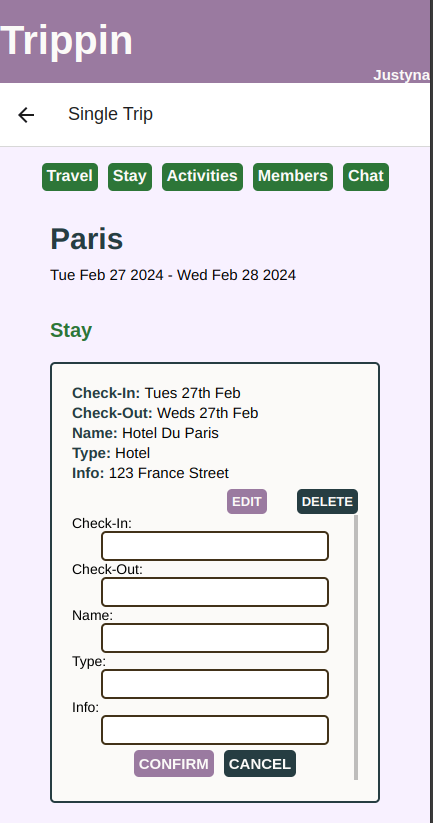 Trippin
Justyna
Single Trip
Travel Stay Activities Members Chat
Paris
Tue Feb 27 2024 - Wed Feb 28 2024
Stay
Check-In: Tues 27th Feb
Check-Out: Weds 27th Feb
Name: Hotel Du Paris
Type: Hotel
Info: 123 France Street
EDIT DELETE
Check-In:
Check-Out:
Name:
Type:
Info:
CONFIRM CANCEL